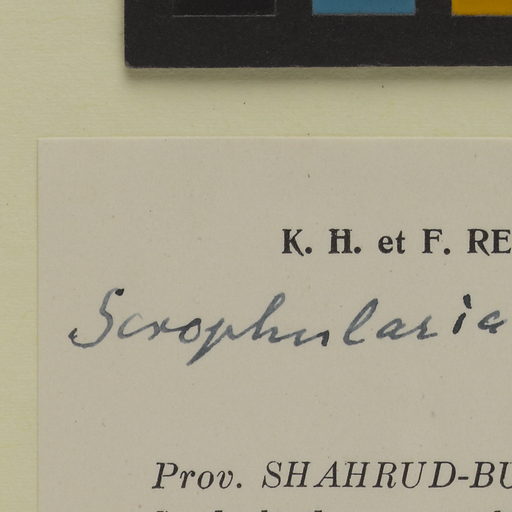 K. H. et F. RE
Scrophularia
Prov. SHAHRUD-BU